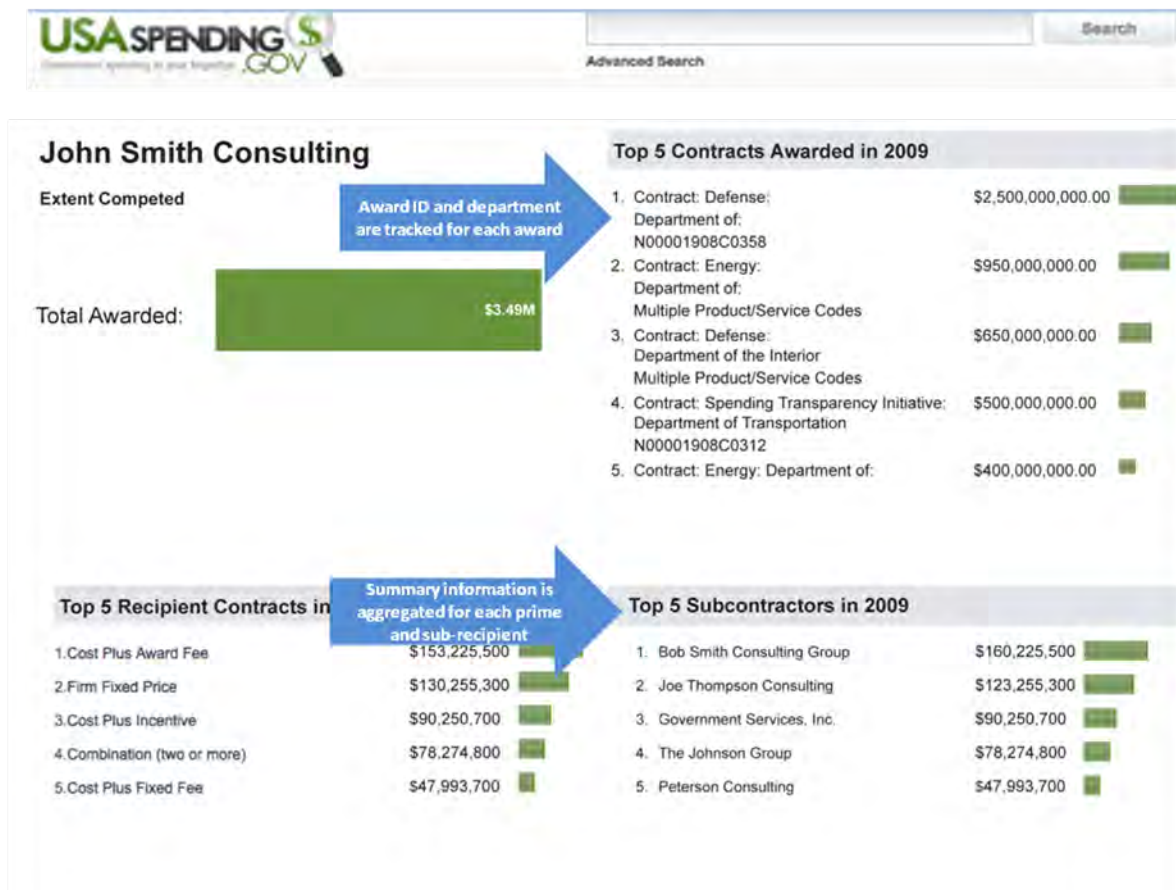 USASPENDING
.GOV
Search
Advanced Search
John Smith Consulting
Extent Competed
Total Awarded:
$3.49M
Award ID and department
are tracked for each award
Top 5 Contracts Awarded in 2009
1. Contract: Defense: $2,500,000,000.00
Department of:
N00001908C0358
2. Contract: Energy: $950,000,000.00
Department of:
Multiple Product/Service Codes
3. Contract: Defense: $650,000,000.00
Department of the Interior
Multiple Product/Service Codes
4. Contract: Spending Transparency Initiative: $500,000,000.00
Department of Transportation
N00001908C0312
5. Contract: Energy: Department of: $400,000,000.00
Top 5 Recipient Contracts in
Summary information is
aggregated for each prime
and sub-recipient
1.Cost Plus Award Fee $153,225,500
2.Firm Fixed Price $130,255,300
3.Cost Plus Incentive $90,250,700
4.Combination (two or more) $78,274,800
5.Cost Plus Fixed Fee $47,993,700
Top 5 Subcontractors in 2009
1. Bob Smith Consulting Group $160,225,500
2. Joe Thompson Consulting $123,255,300
3. Government Services, Inc. $90,250,700
4. The Johnson Group $78,274,800
5. Peterson Consulting $47,993,700